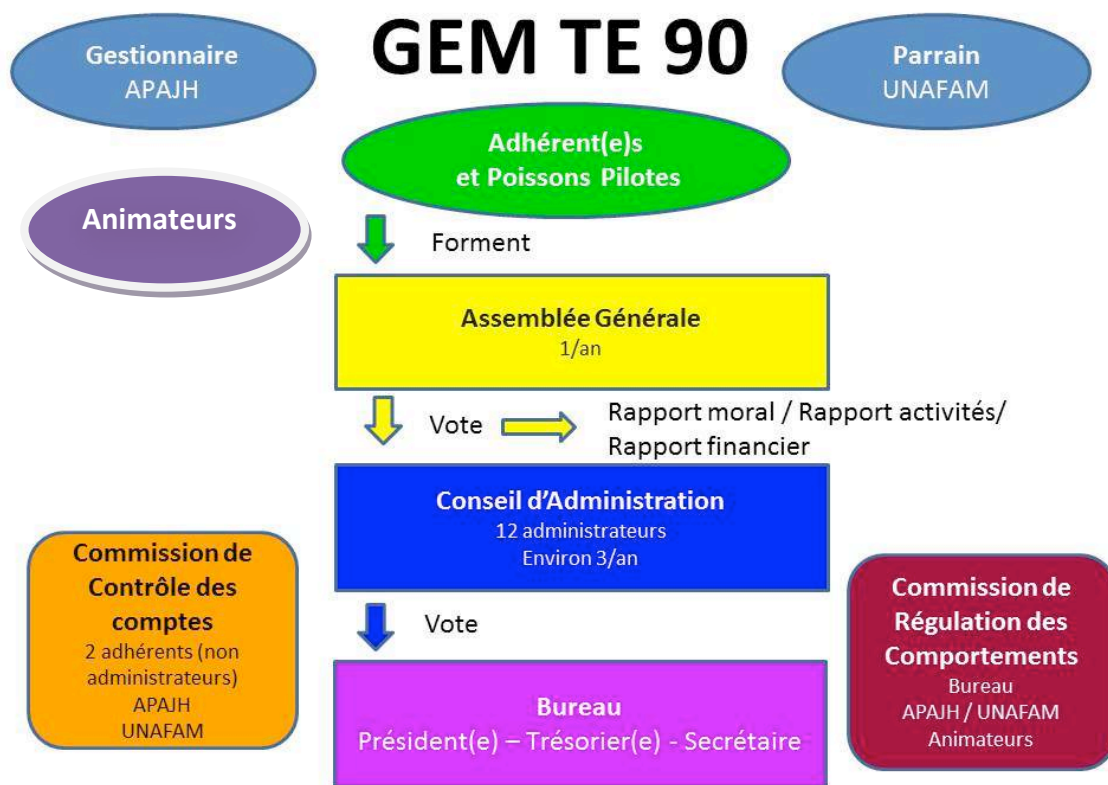 GEM TE 90
Gestionnaire
APAJH
Parrain
UNAFAM
Adhérent(e)s
et Poissons Pilotes
Animateurs
Forment
Assemblée Générale
1/an
Vote
Rapport moral / Rapport activités/
Rapport financier
Conseil d'Administration
12 administrateurs
Environ 3/an
Commission de
Contrôle des
comptes
2 adhérents (non
administrateurs)
APAJH
UNAFAM
Vote
Commission de
Régulation des
Comportements
Bureau
APAJH / UNAFAM
Animateurs
Bureau
Président(e) – Trésorier(e) - Secrétaire